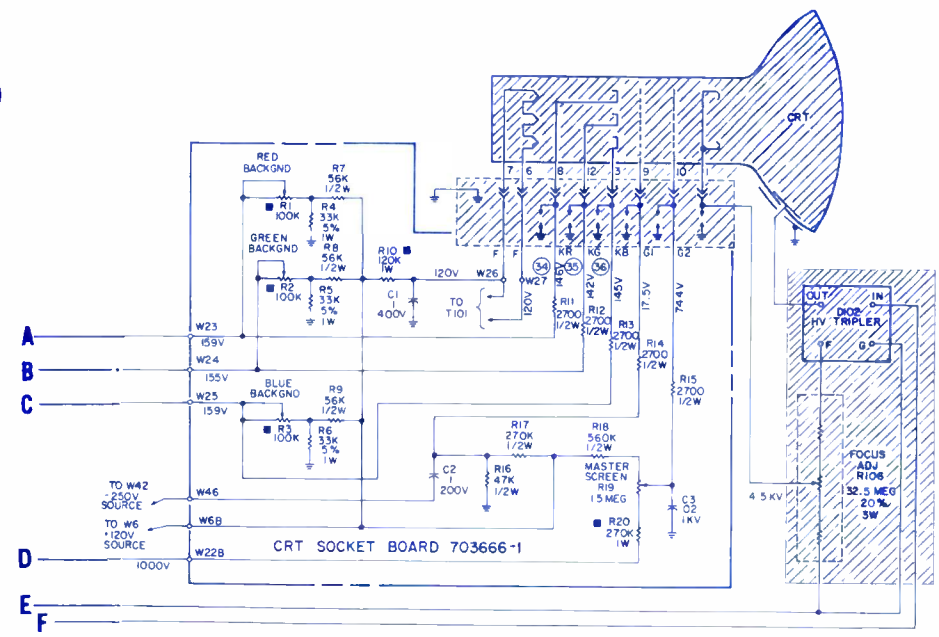 CRT
7 6 8 12 3 9 10
RED
BACKGND
R7
56K
1/2W
R1
100K
R4
33K
5%
1W
GREEN
BACKGND
R8
56K
1/2W
R10
120K
1W
R2
100K
R5
33K
5%
1W
120V
W26
W27
C1
400V
TO
T101
120V
F F KR KG KB G1 G2
34 35 36
146V
142V
145V
17.5V
744V
R11
2700
1/2W
R12
2700
1/2W
R13
2700
1/2W
R14
2700
1/2W
R15
2700
1/2W
OUT IN
D102
HV TRIPLER
F G
A
W23
159V
B
W24
155V
C
W25
159V
BLUE
BACKGND
R9
56K
1/2W
R3
100K
R6
33K
5%
1W
R17
270K
1/2W
R18
560K
1/2W
C2
1
200V
R16
47K
1/2W
MASTER
SCREEN
R19
1.5 MEG
R20
270K
1W
C3
.02
1KV
4.5 KV
FOCUS
ADJ
R106
32.5 MEG
20%
3W
TO W42
-250V
SOURCE
W46
TO W6
+120V
SOURCE
W6B
D
1000V
W22B
CRT SOCKET BOARD 703666-1
E
F